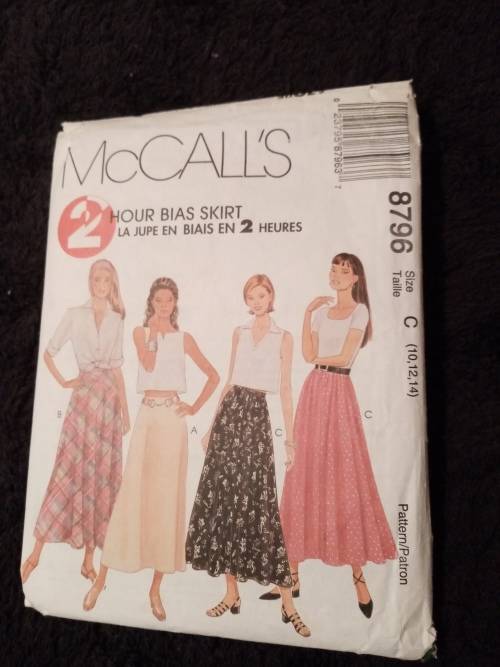 McCALL'S
2 HOUR BIAS SKIRT
LA JUPE EN BIAIS EN 2 HEURES
B
A
C
C
8796
Size
Taille
C
(10,12,14)
Pattern/Patron